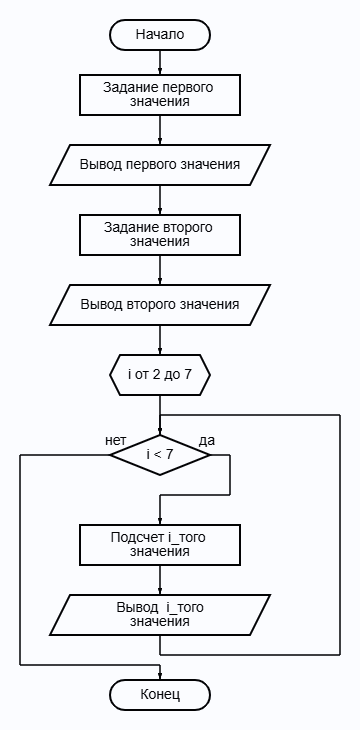 Начало
Задание первого
значения
Вывод первого значения
Задание второго
значения
Вывод второго значения
i от 2 до 7
нет
i < 7
да
Подсчет i_того
значения
Вывод i_того
значения
Конец